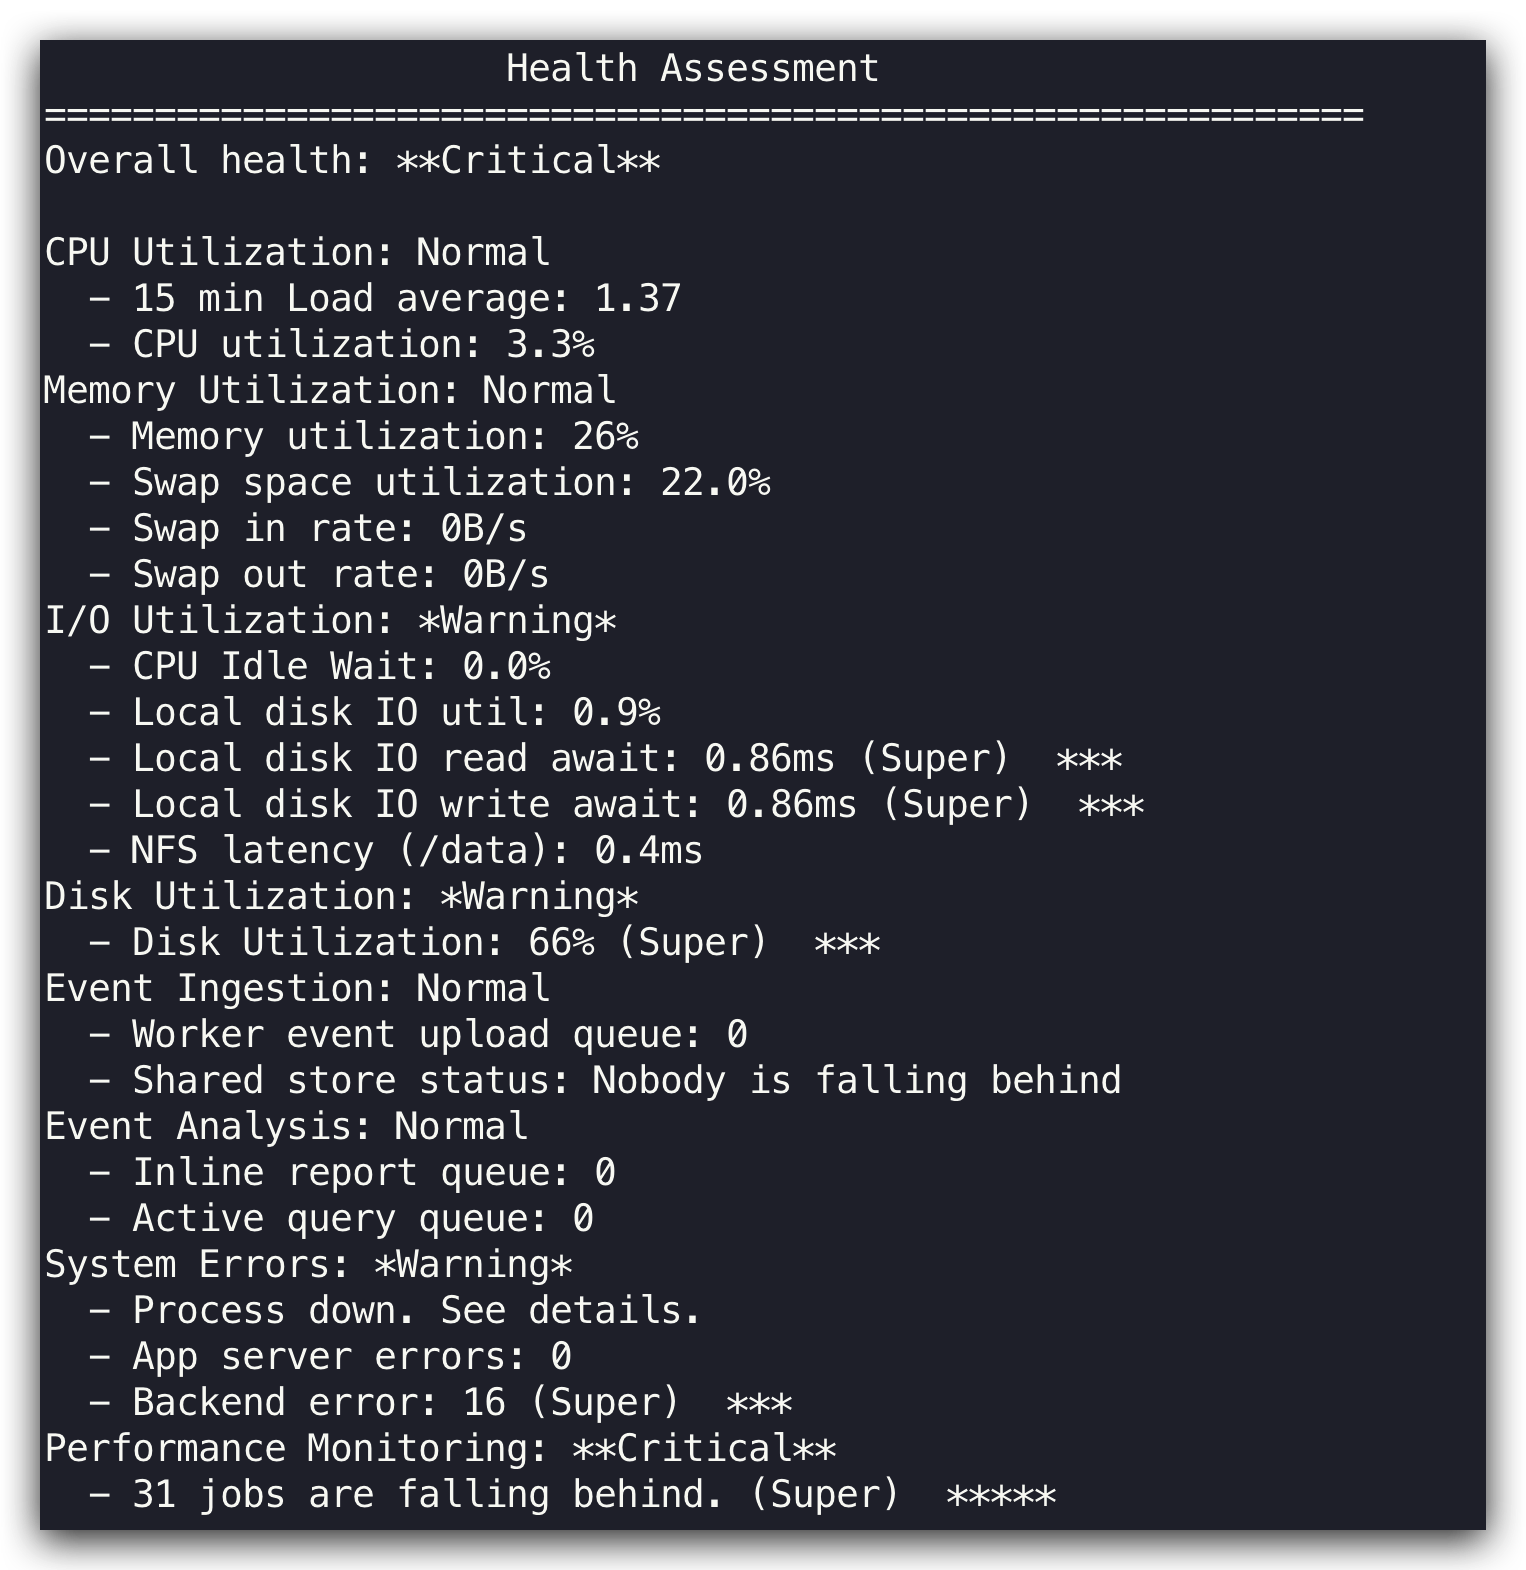 Health Assessment
============================================================
Overall health: **Critical**

CPU Utilization: Normal
  - 15 min Load average: 1.37
  - CPU utilization: 3.3%
Memory Utilization: Normal
  - Memory utilization: 26%
  - Swap space utilization: 22.0%
  - Swap in rate: 0B/s
  - Swap out rate: 0B/s
I/O Utilization: *Warning*
  - CPU Idle Wait: 0.0%
  - Local disk IO util: 0.9%
  - Local disk IO read await: 0.86ms (Super)  ***
  - Local disk IO write await: 0.86ms (Super)  ***
  - NFS latency (/data): 0.4ms
Disk Utilization: *Warning*
  - Disk Utilization: 66% (Super)  ***
Event Ingestion: Normal
  - Worker event upload queue: 0
  - Shared store status: Nobody is falling behind
Event Analysis: Normal
  - Inline report queue: 0
  - Active query queue: 0
System Errors: *Warning*
  - Process down. See details.
  - App server errors: 0
  - Backend error: 16 (Super)  ***
Performance Monitoring: **Critical**
  - 31 jobs are falling behind. (Super)  *****